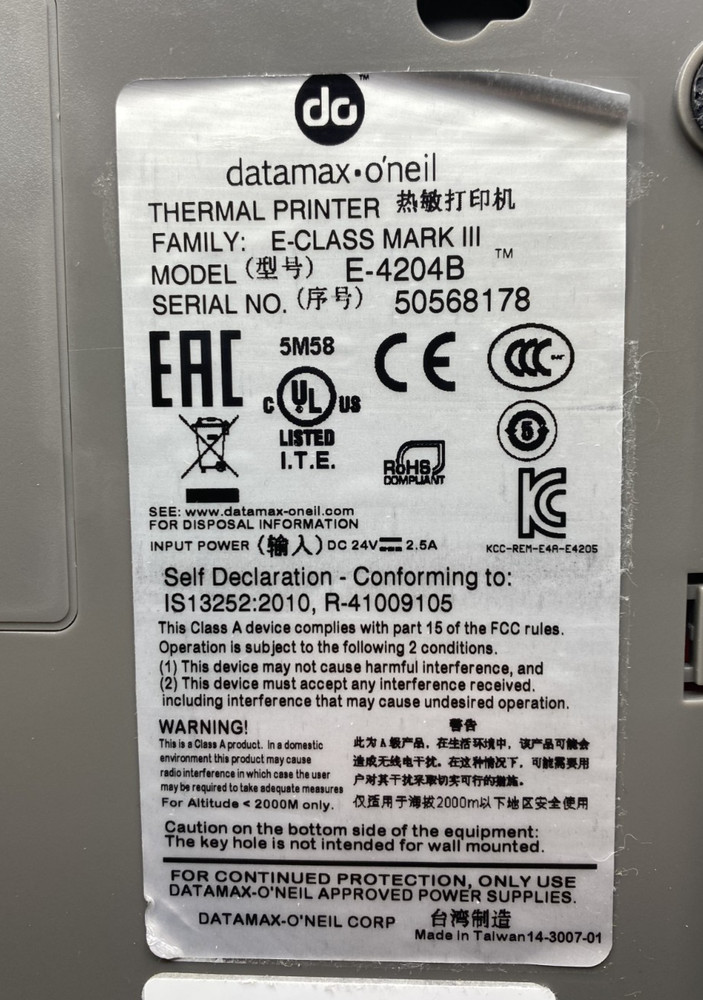 do™
datamax•o'neil
THERMAL PRINTER 热敏打印机
FAMILY: E-CLASS MARK III
MODEL (型号) E-4204B ™
SERIAL NO. (序号) 50568178
EAC 5M58 CE CCC
C UL US
LISTED
I.T.E.
5
RoHS
COMPLIANT
KC
SEE: www.datamax-oneil.com
FOR DISPOSAL INFORMATION
INPUT POWER (输入) DC 24V⎓ 2.5A
KCC-REM-E4A-E4205
Self Declaration - Conforming to:
IS13252:2010, R-41009105
This Class A device complies with part 15 of the FCC rules.
Operation is subject to the following 2 conditions.
(1) This device may not cause harmful interference, and
(2) This device must accept any interference received.
including interference that may cause undesired operation.
WARNING!
This is a Class A product. In a domestic
environment this product may cause
radio interference in which case the user
may be required to take adequate measures
For Altitude < 2000M only.
警告
此为A级产品，在生活环境中，该产品可能会
造成无线电干扰。在这种情况下，可能需要用
户对其干扰采取切实可行的措施。
仅适用于海拔2000m以下地区安全使用
Caution on the bottom side of the equipment:
The key hole is not intended for wall mounted.
FOR CONTINUED PROTECTION, ONLY USE
DATAMAX-O'NEIL APPROVED POWER SUPPLIES.
DATAMAX-O'NEIL CORP 台湾制造
Made in Taiwan 14-3007-01